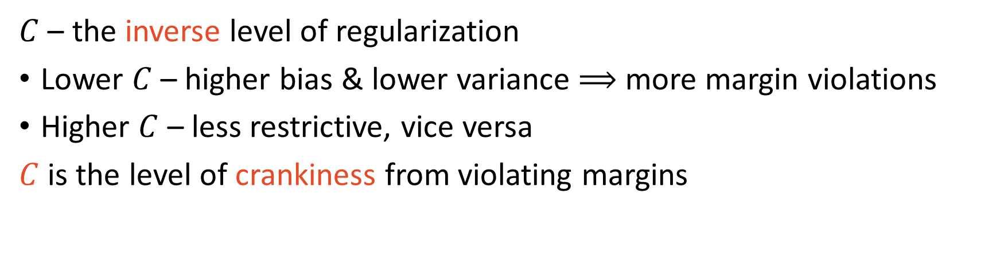 C – the inverse level of regularization
• Lower C – higher bias & lower variance ⟹ more margin violations
• Higher C – less restrictive, vice versa
C is the level of crankiness from violating margins